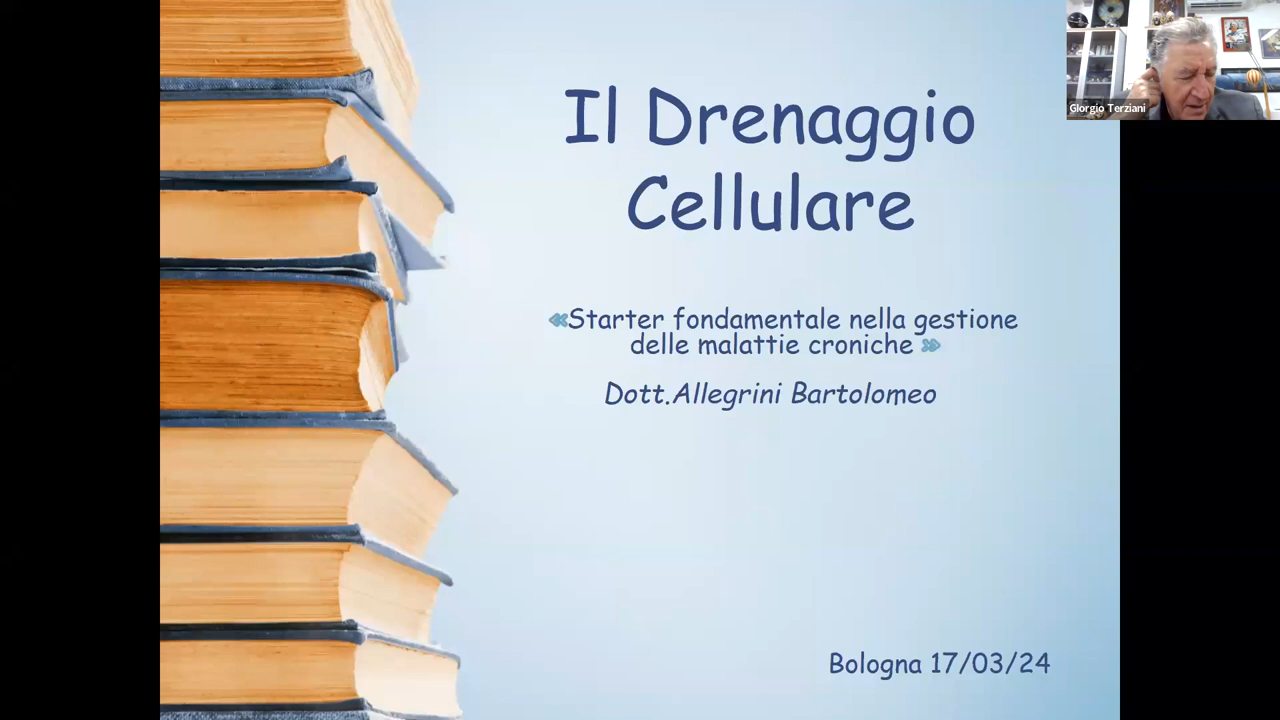 Il Drenaggio
Cellulare
«Starter fondamentale nella gestione
delle malattie croniche »
Dott.Allegrini Bartolomeo
Bologna 17/03/24
Giorgio Terziani